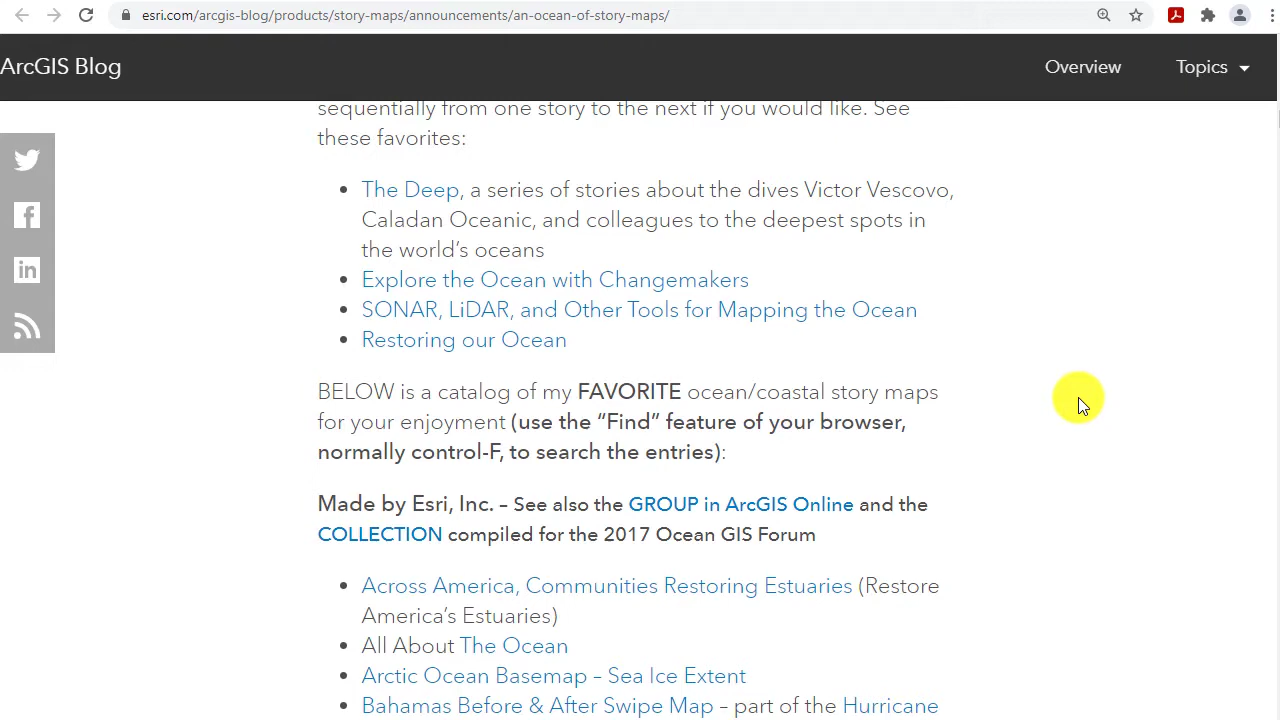 esri.com/arcgis-blog/products/story-maps/announcements/an-ocean-of-story-maps/
ArcGIS Blog
Overview
Topics
sequentially from one story to the next if you would like. See
these favorites:
• The Deep, a series of stories about the dives Victor Vescovo,
Caladan Oceanic, and colleagues to the deepest spots in
the world's oceans
• Explore the Ocean with Changemakers
• SONAR, LiDAR, and Other Tools for Mapping the Ocean
• Restoring our Ocean
BELOW is a catalog of my FAVORITE ocean/coastal story maps
for your enjoyment (use the “Find” feature of your browser,
normally control-F, to search the entries):
Made by Esri, Inc. – See also the GROUP in ArcGIS Online and the
COLLECTION compiled for the 2017 Ocean GIS Forum
• Across America, Communities Restoring Estuaries (Restore
America's Estuaries)
• All About The Ocean
• Arctic Ocean Basemap – Sea Ice Extent
• Bahamas Before & After Swipe Map – part of the Hurricane